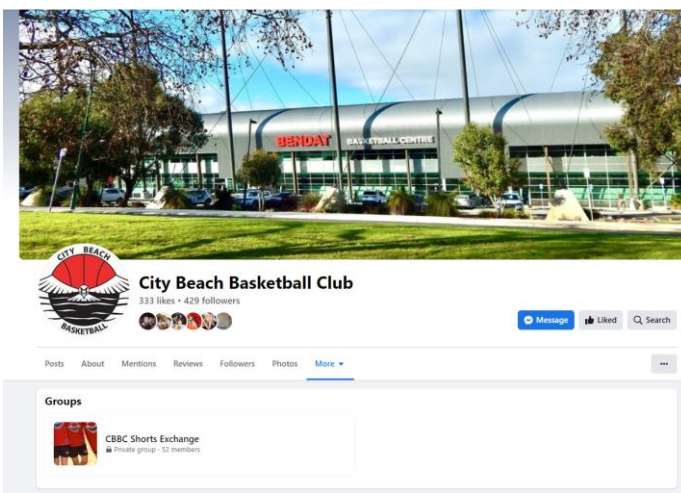 BENDAT BASKETBALL CENTRE
CITY BEACH
BASKETBALL
City Beach Basketball Club
333 likes • 429 followers
Message Liked Search
Posts About Mentions Reviews Followers Photos More
Groups
CBBC Shorts Exchange
Private group · 52 members